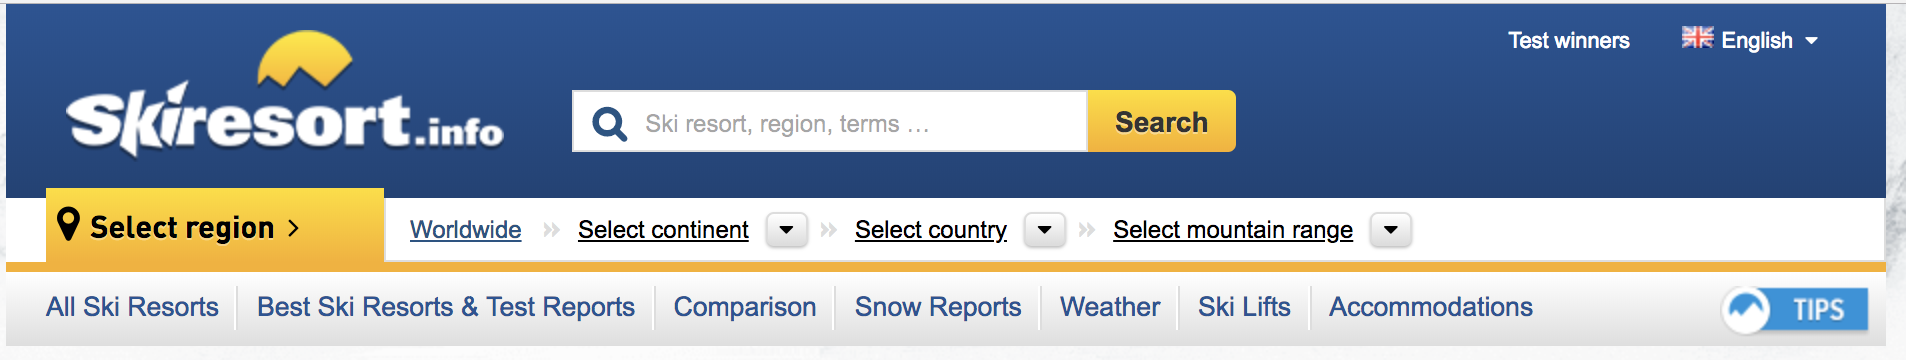 Test winners
English
Skiresort.info
Ski resort, region, terms ...
Search
Select region >
Worldwide » Select continent » Select country » Select mountain range
All Ski Resorts
Best Ski Resorts & Test Reports
Comparison
Snow Reports
Weather
Ski Lifts
Accommodations
TIPS